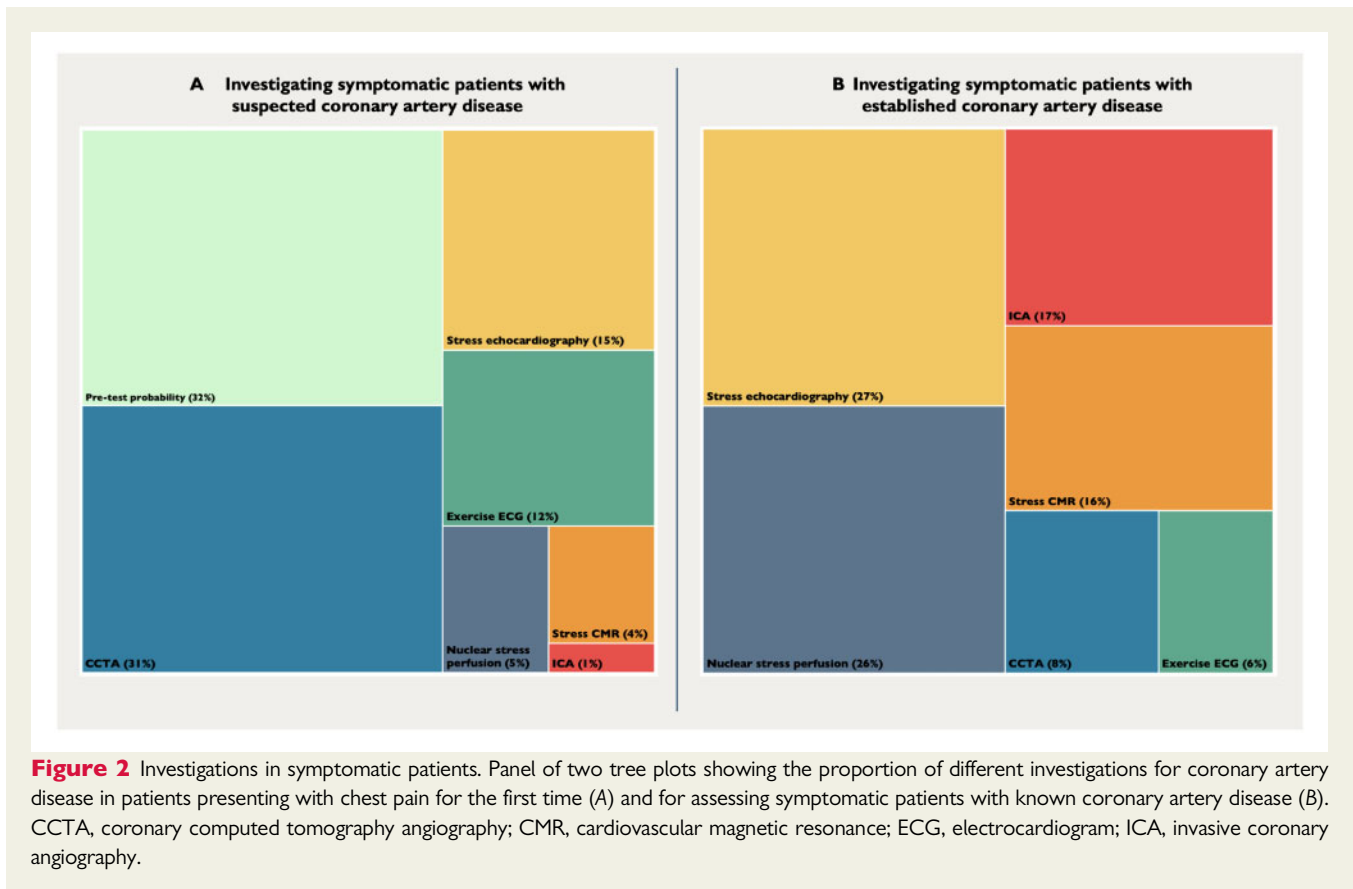 A Investigating symptomatic patients with
suspected coronary artery disease
Pre-test probability (32%)
CCTA (31%)
Stress echocardiography (15%)
Exercise ECG (12%)
Nuclear stress
perfusion (5%)
Stress CMR (4%)
ICA (1%)
B Investigating symptomatic patients with
established coronary artery disease
Stress echocardiography (27%)
Nuclear stress perfusion (26%)
ICA (17%)
Stress CMR (16%)
CCTA (8%)
Exercise ECG (6%)
Figure 2 Investigations in symptomatic patients. Panel of two tree plots showing the proportion of different investigations for coronary artery
disease in patients presenting with chest pain for the first time (A) and for assessing symptomatic patients with known coronary artery disease (B).
CCTA, coronary computed tomography angiography; CMR, cardiovascular magnetic resonance; ECG, electrocardiogram; ICA, invasive coronary
angiography.